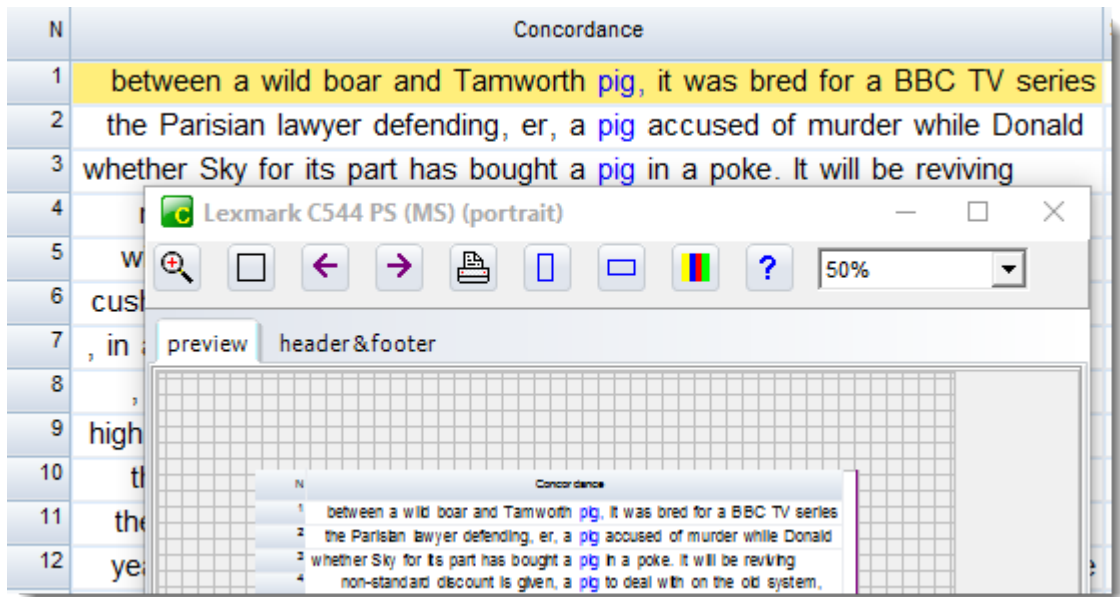 N Concordance
1 between a wild boar and Tamworth pig, it was bred for a BBC TV series
2 the Parisian lawyer defending, er, a pig accused of murder while Donald
3 whether Sky for its part has bought a pig in a poke. It will be reviving
4
Lexmark C544 PS (MS) (portrait)
5
? 50%
6
7 , in
preview header&footer
8 ,
9 high
10
N Concordance
1 between a wild boar and Tamworth pig, it was bred for a BBC TV series
11 the
2 the Parisian lawyer defending, er, a pig accused of murder while Donald
3 whether Sky for its part has bought a pig in a poke. It will be reviving
12
4 non-standard discount is given, a pig to deal with on the old system,